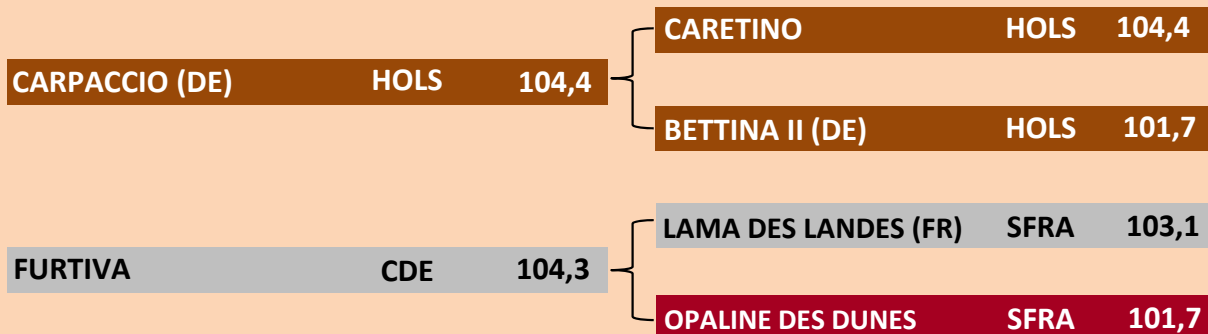 CARETINO HOLS 104,4
CARPACCIO (DE) HOLS 104,4
BETTINA II (DE) HOLS 101,7
LAMA DES LANDES (FR) SFRA 103,1
FURTIVA CDE 104,3
OPALINE DES DUNES SFRA 101,7